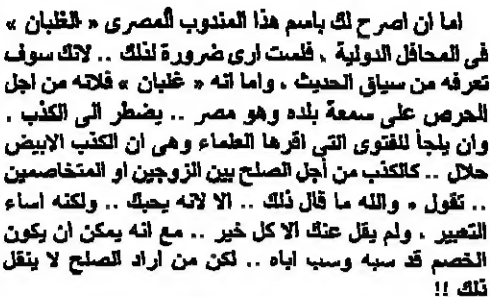 اما ان اصرح لك باسم هذا المندوب المصرى « الغلبان »
فى المحافل الدولية ، فلست ارى ضرورة لذلك .. لانك سوف
تعرفه من سياق الحديث ، واما انه « غلبان » فلانه من اجل
الحرص على سمعة بلده وهو مصر .. يضطر الى الكذب .
وان يلجأ للفتوى التى اقرها العلماء وهى ان الكذب الابيض
حلال .. كالكذب من أجل الصلح بين الزوجين او المتخاصمين
.. تقول « والله ما قال ذلك .. الا لانه يحبك .. ولكنه اساء
التعبير ، ولم يقل عنك الا كل خير .. مع انه يمكن ان يكون
الخصم قد سبه وسب اباه .. لكن من اراد الصلح لا ينقل
ذلك !!